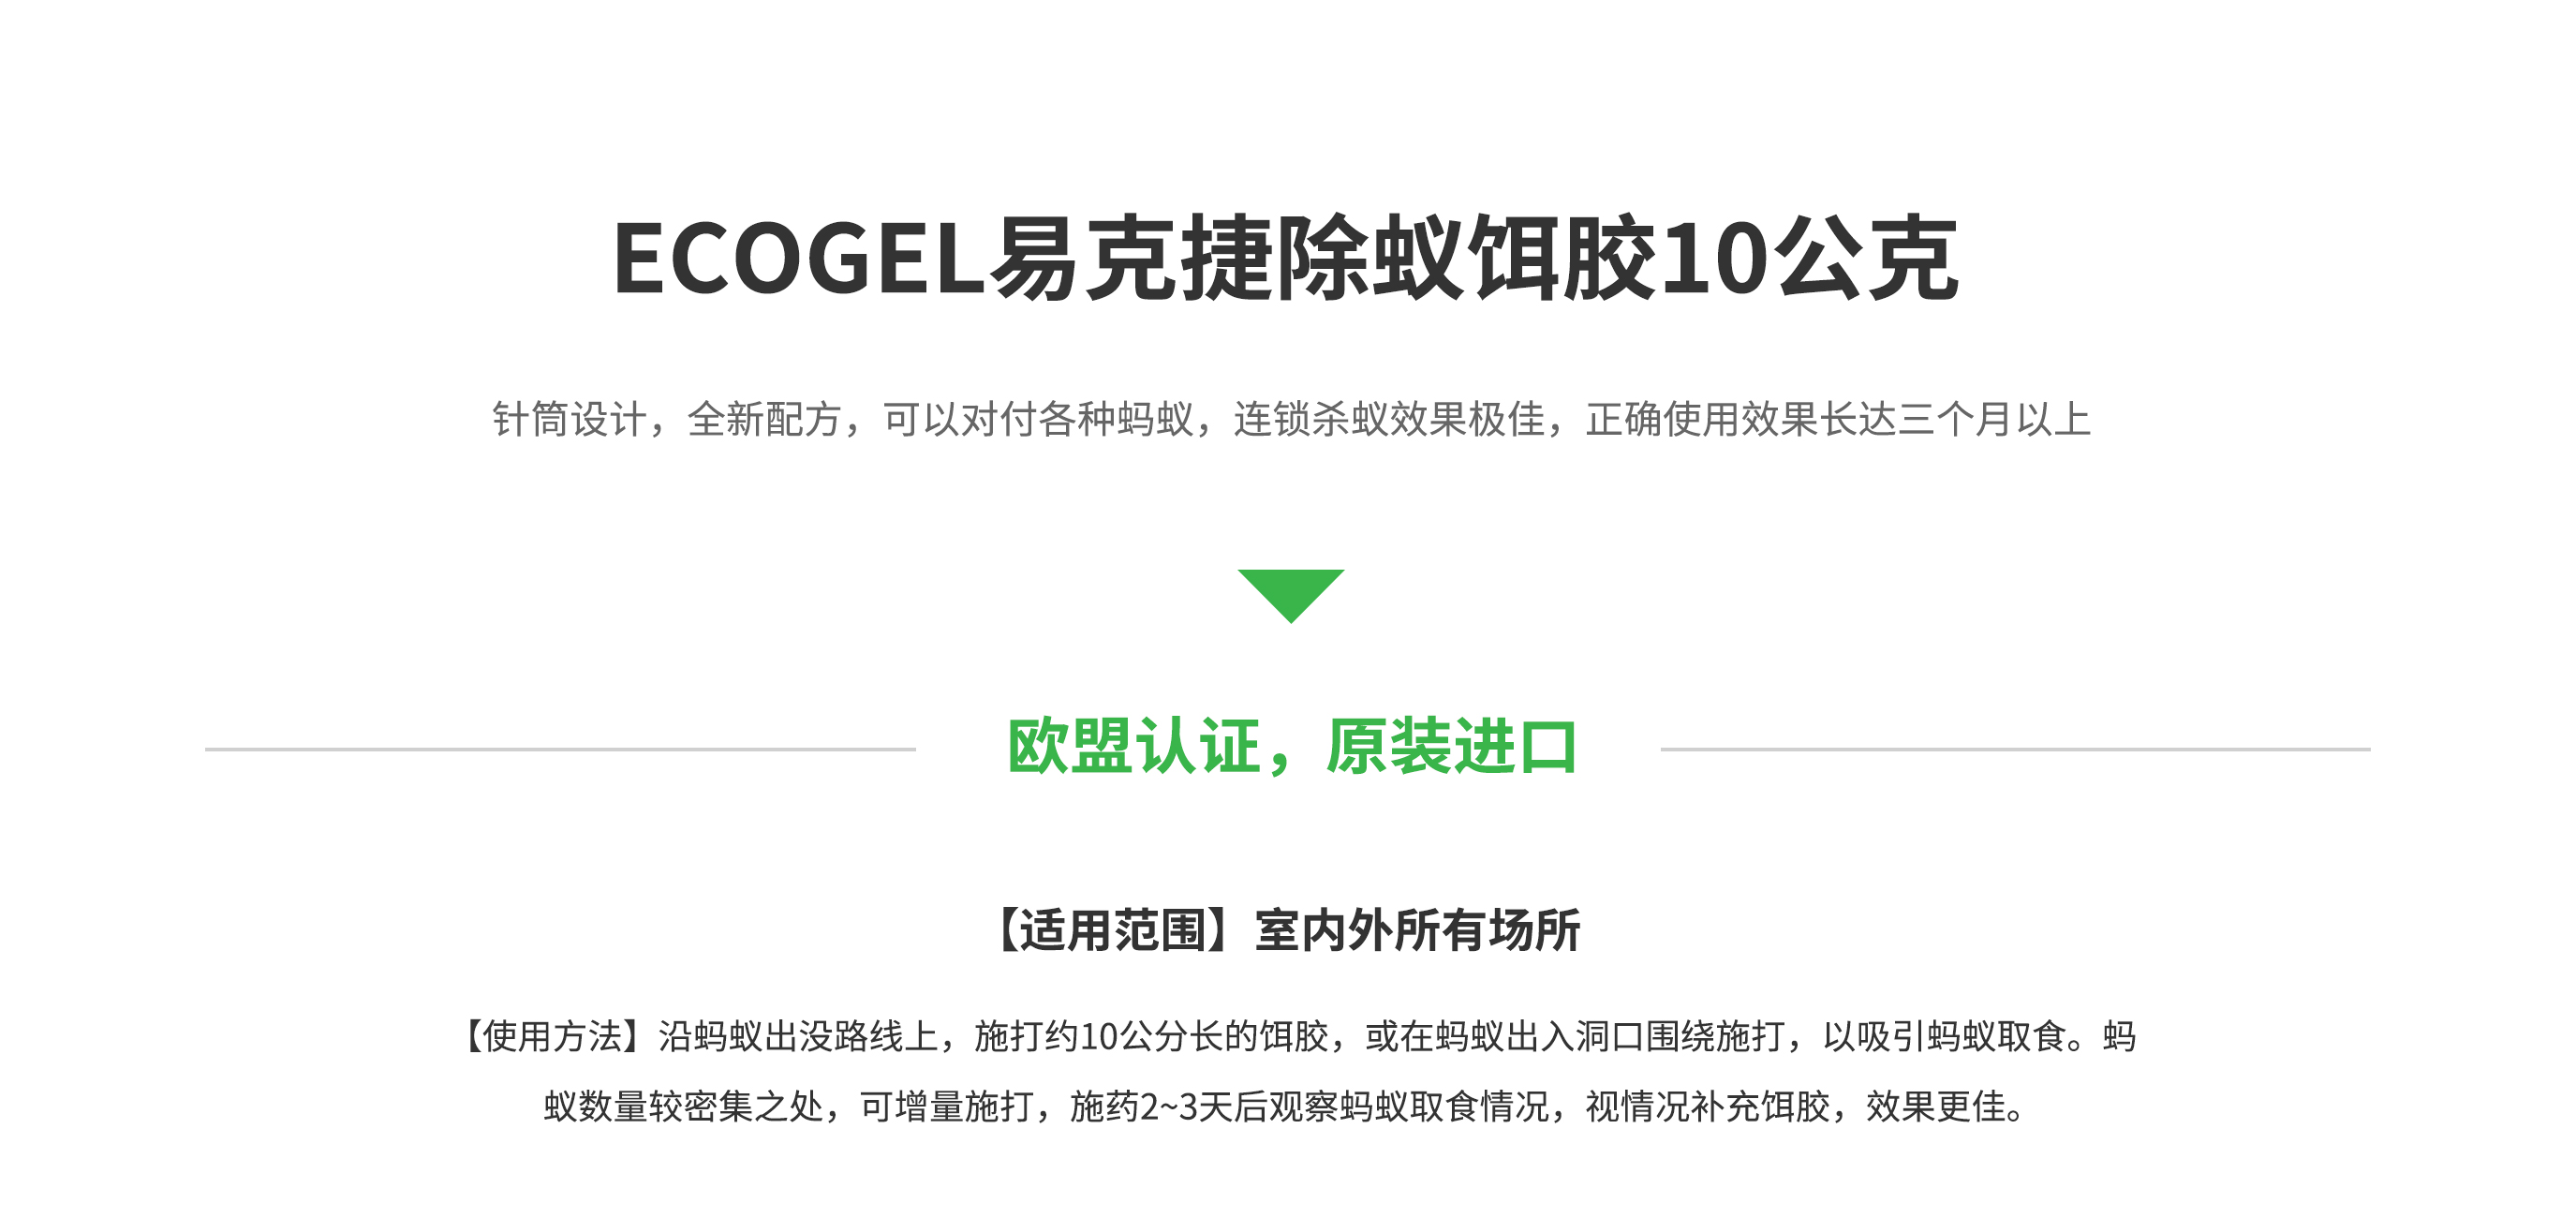 ECOGEL易克捷除蚁饵胶10公克
针筒设计，全新配方，可以对付各种蚂蚁，连锁杀蚁效果极佳，正确使用效果长达三个月以上
欧盟认证，原装进口
【适用范围】室内外所有场所
【使用方法】沿蚂蚁出没路线上，施打约10公分长的饵胶，或在蚂蚁出入洞口围绕施打，以吸引蚂蚁取食。蚂
蚁数量较密集之处，可增量施打，施药2~3天后观察蚂蚁取食情况，视情况补充饵胶，效果更佳。